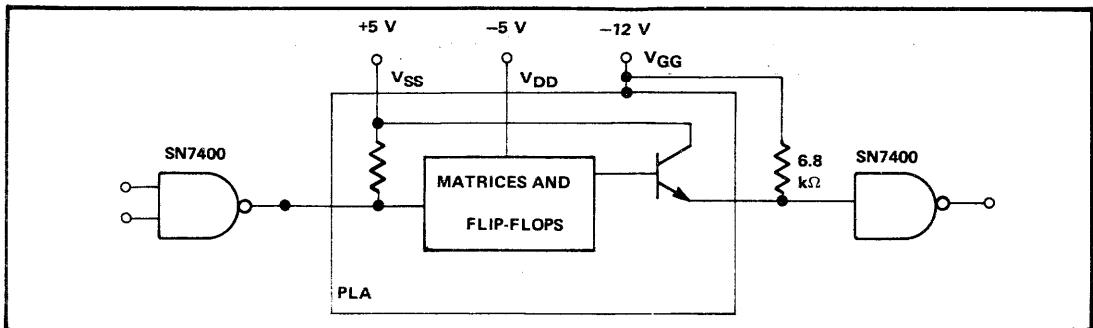 +5 V
−5 V
−12 V
VSS
VDD
VGG
SN7400
MATRICES AND
FLIP-FLOPS
6.8
kΩ
SN7400
PLA